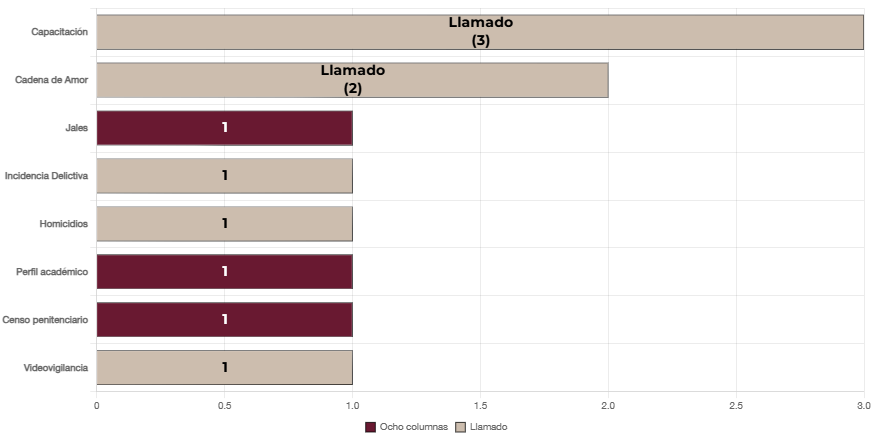 Capacitación
Llamado
(3)
Cadena de Amor
Llamado
(2)
Jales
1
Incidencia Delictiva
1
Homicidios
1
Perfil académico
1
Censo penitenciario
1
Videovigilancia
1
0 0.5 1.0 1.5 2.0 2.5 3.0
Ocho columnas Llamado